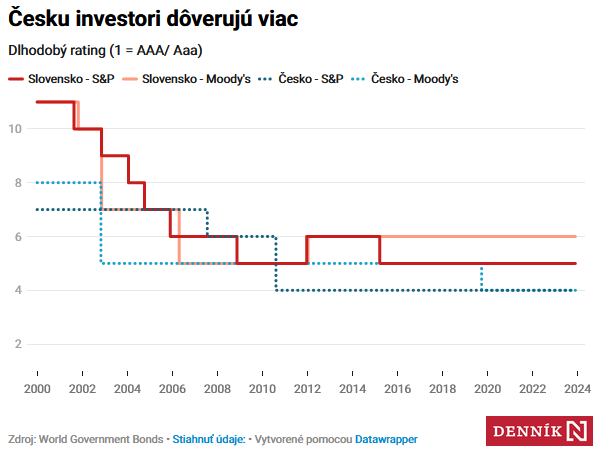 Česku investori dôverujú viac
Dlhodobý rating (1 = AAA/ Aaa)
Slovensko - S&P Slovensko - Moody's Česko - S&P Česko - Moody's
10
8
6
4
2
2000 2002 2004 2006 2008 2010 2012 2014 2016 2018 2020 2022 2024
Zdroj: World Government Bonds • Stiahnuť údaje: • Vytvorené pomocou Datawrapper
DENNÍK N